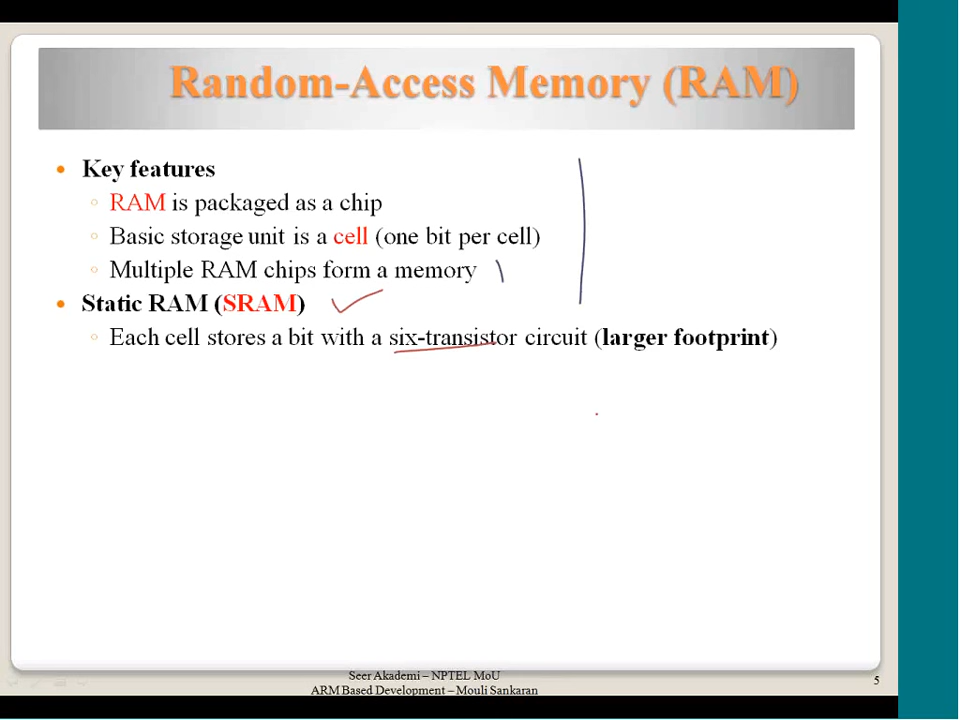 Random-Access Memory (RAM)
• Key features
◦ RAM is packaged as a chip
◦ Basic storage unit is a cell (one bit per cell)
◦ Multiple RAM chips form a memory
• Static RAM (SRAM)
◦ Each cell stores a bit with a six-transistor circuit (larger footprint)
Seer Akademi – NPTEL MoU
ARM Based Development – Mouli Sankaran
5